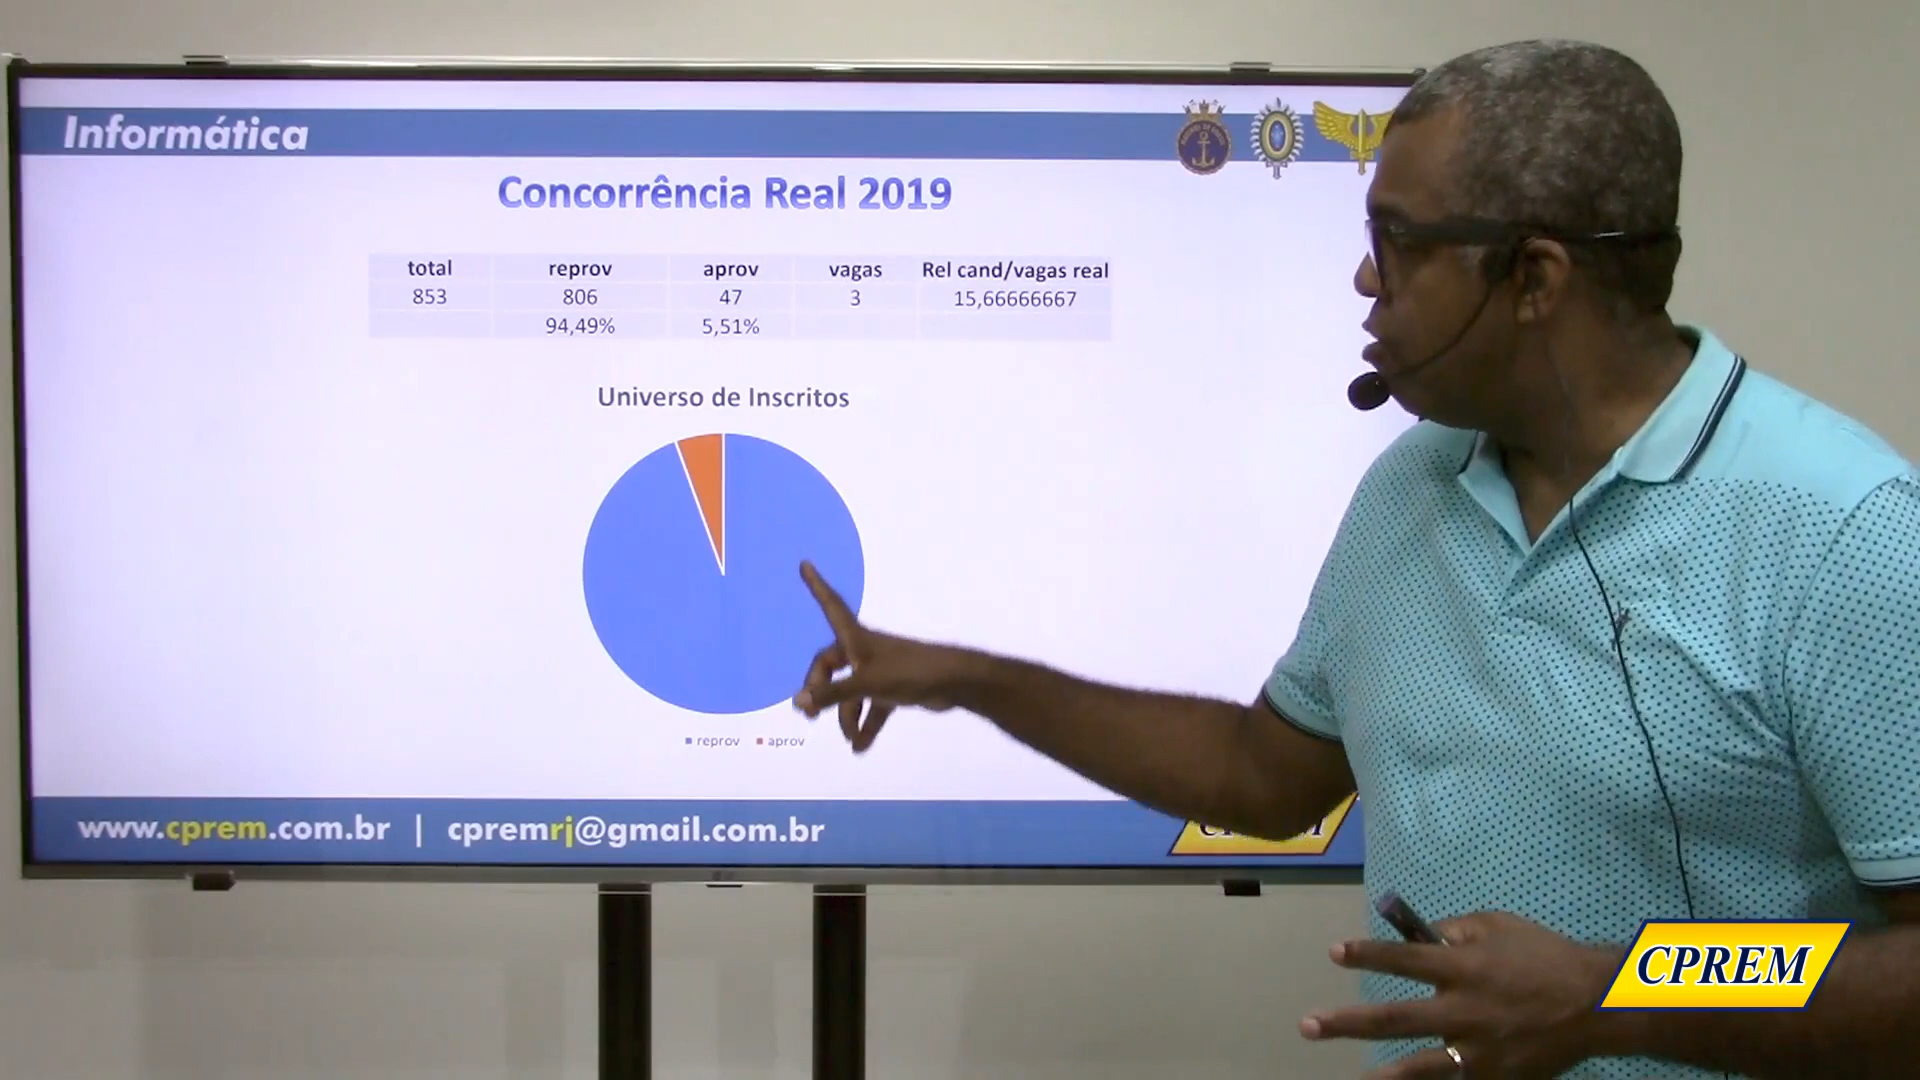 Informática
Concorrência Real 2019
total reprov aprov vagas Rel cand/vagas real
853 806 47 3 15,66666667
94,49% 5,51%
Universo de Inscritos
reprov aprov
www.cprem.com.br | cpremrj@gmail.com.br
CPREM
CPREM